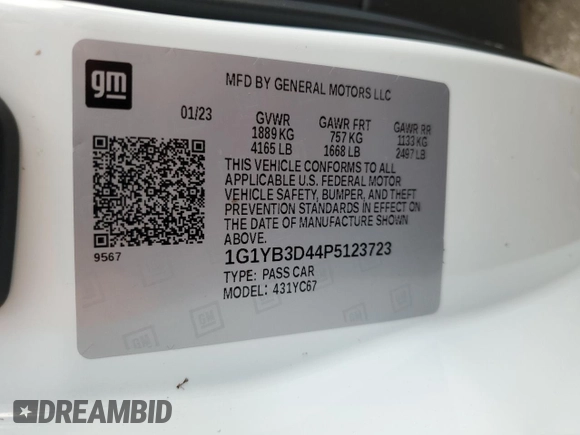 gm
MFD BY GENERAL MOTORS LLC
01/23
GVWR GAWR FRT GAWR RR
1889 KG 757 KG 1133 KG
4165 LB 1668 LB 2497 LB
THIS VEHICLE CONFORMS TO ALL
APPLICABLE U.S. FEDERAL MOTOR
VEHICLE SAFETY, BUMPER, AND THEFT
PREVENTION STANDARDS IN EFFECT ON
THE DATE OF MANUFACTURE SHOWN
ABOVE.
9567
1G1YB3D44P5123723
TYPE: PASS CAR
MODEL: 431YC67
DREAMBID